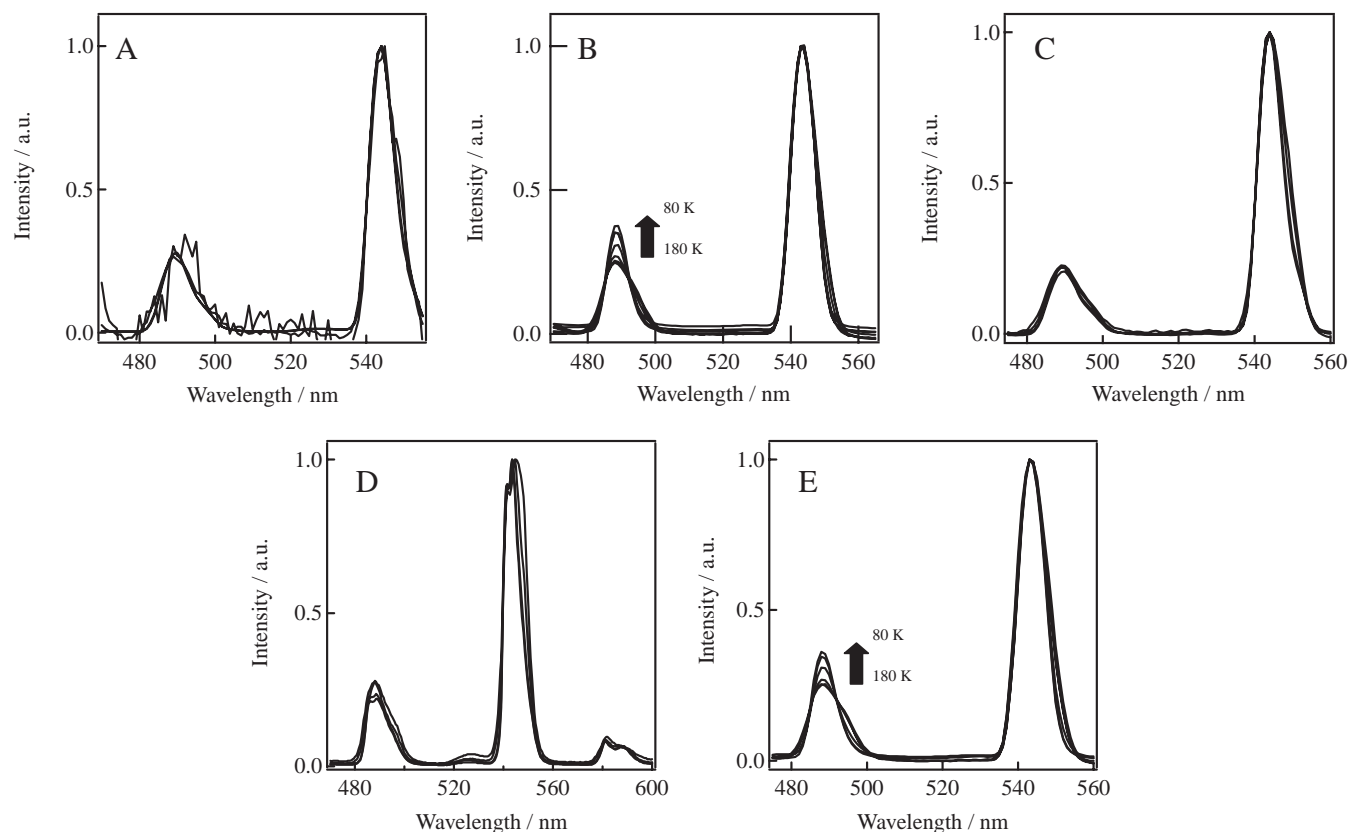 A
1.0
0.5
0.0
Intensity / a.u.
480 500 520 540
Wavelength / nm
B
1.0
0.5
0.0
Intensity / a.u.
80 K
180 K
480 500 520 540 560
Wavelength / nm
C
1.0
0.5
0.0
Intensity / a.u.
480 500 520 540 560
Wavelength / nm
D
1.0
0.5
0.0
Intensity / a.u.
480 520 560 600
Wavelength / nm
E
1.0
0.5
0.0
Intensity / a.u.
80 K
180 K
480 500 520 540 560
Wavelength / nm